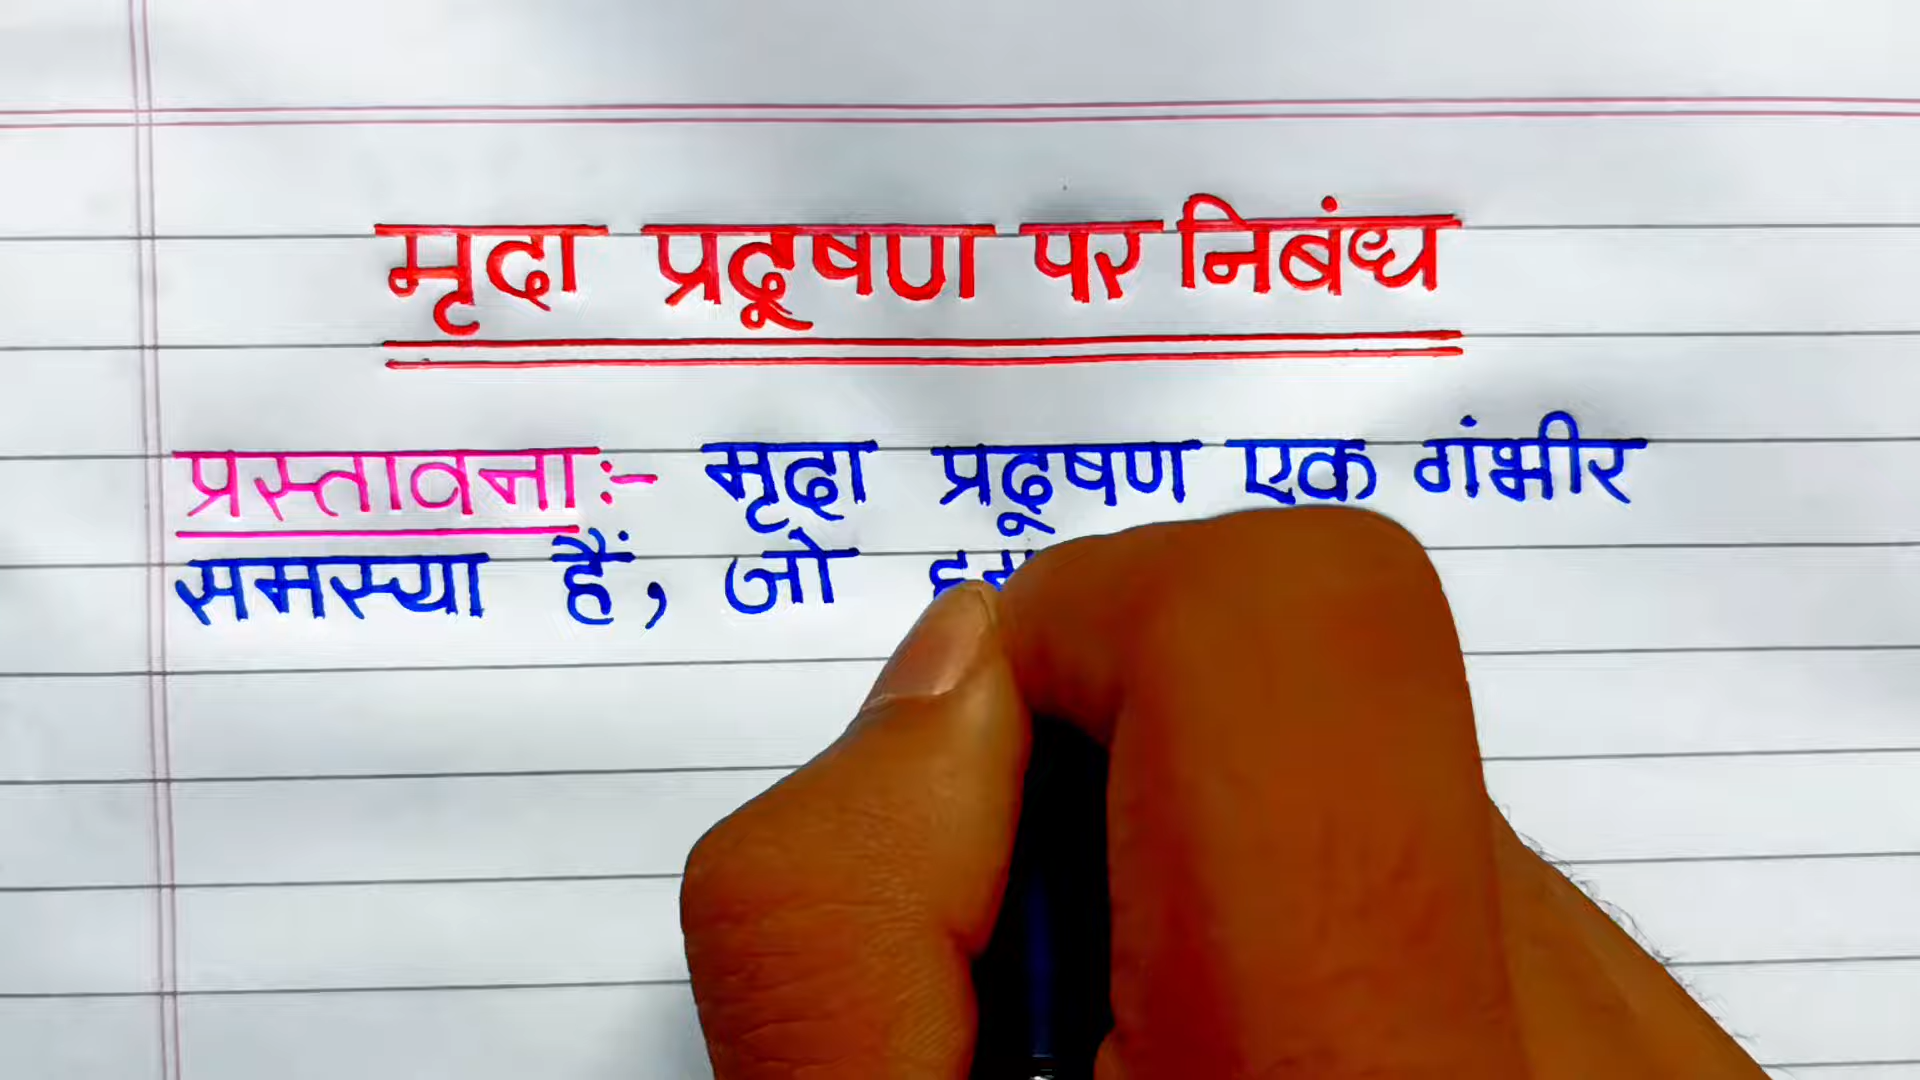 मृदा प्रदूषण पर निबंध
प्रस्तावना:- मृदा प्रदूषण एक गंभीर
समस्या हैं, जो